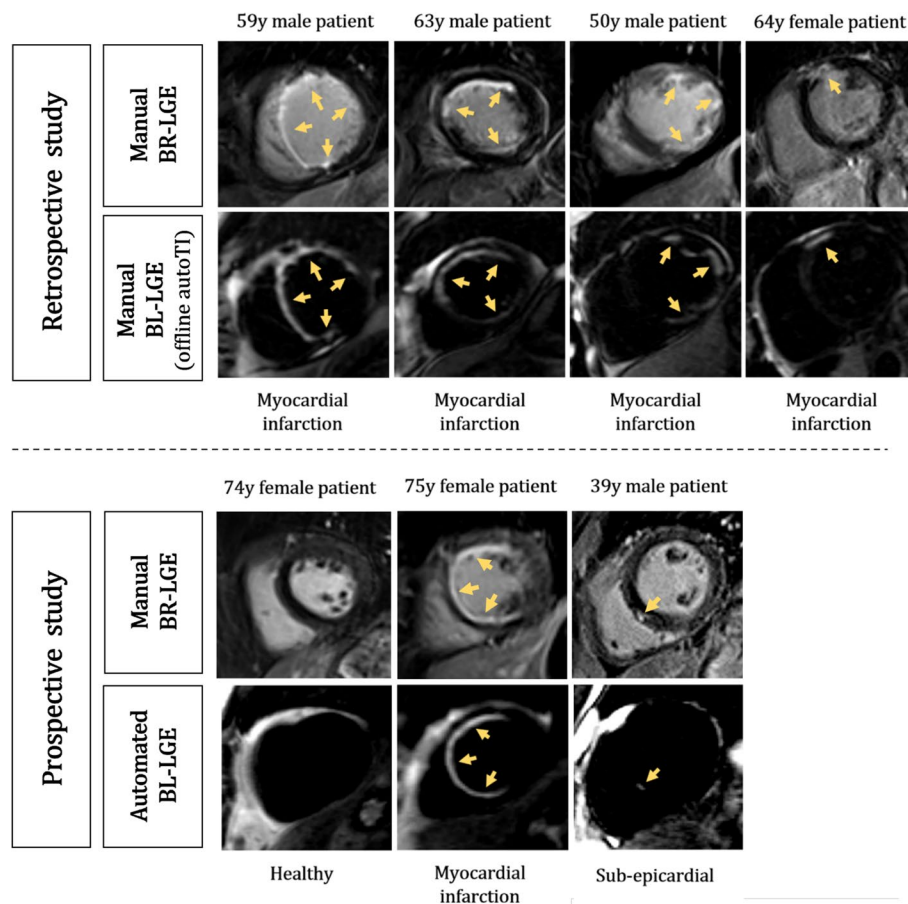 59y male patient
63y male patient
50y male patient
64y female patient
Retrospective study
Manual
BR-LGE
Manual
BL-LGE
(offline autoTI)
Myocardial
infarction
Myocardial
infarction
Myocardial
infarction
Myocardial
infarction
74y female patient
75y female patient
39y male patient
Prospective study
Manual
BR-LGE
Automated
BL-LGE
Healthy
Myocardial
infarction
Sub-epicardial